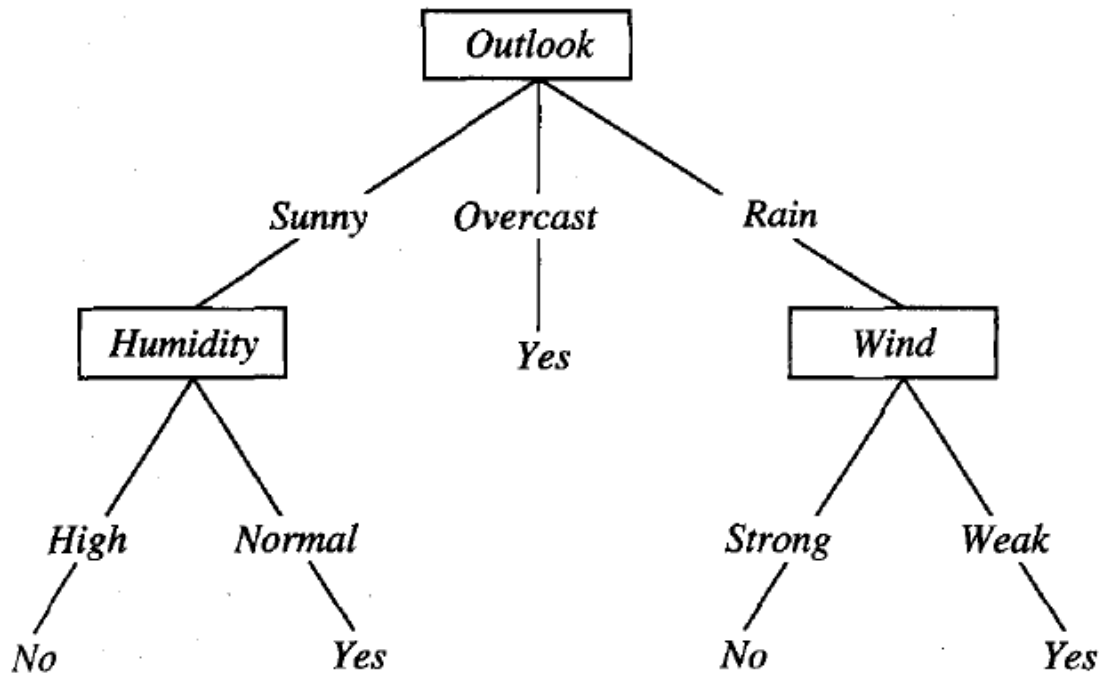 Outlook
Sunny Overcast Rain
Humidity Yes Wind
High Normal Strong Weak
No Yes No Yes